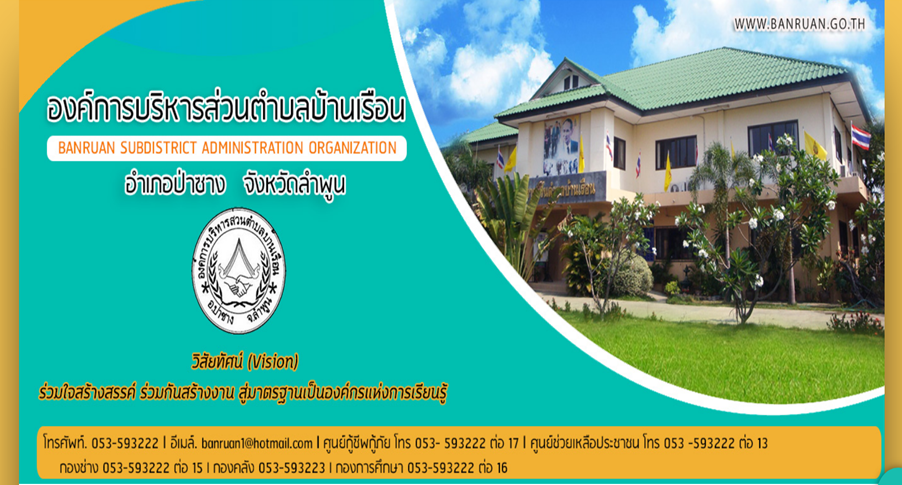 WWW.BANRUAN.GO.TH
องค์การบริหารส่วนตำบลบ้านเรือน
BANRUAN SUBDISTRICT ADMINISTRATION ORGANIZATION
อำเภอป่าซาง จังหวัดลำพูน
องค์การบริหารส่วนตำบลบ้านเรือน
อ.ป่าซาง จ.ลำพูน
วิสัยทัศน์ (Vision)
ร่วมใจสร้างสรรค์ ร่วมกันสร้างงาน สู่มาตรฐานเป็นองค์กรแห่งการเรียนรู้
โทรศัพท์. 053-593222 | อีเมล์. banruan1@hotmail.com | ศูนย์กู้ชีพกู้ภัย โทร 053- 593222 ต่อ 17 | ศูนย์ช่วยเหลือประชาชน โทร 053 -593222 ต่อ 13
กองช่าง 053-593222 ต่อ 15 | กองคลัง 053-593223 | กองการศึกษา 053-593222 ต่อ 16